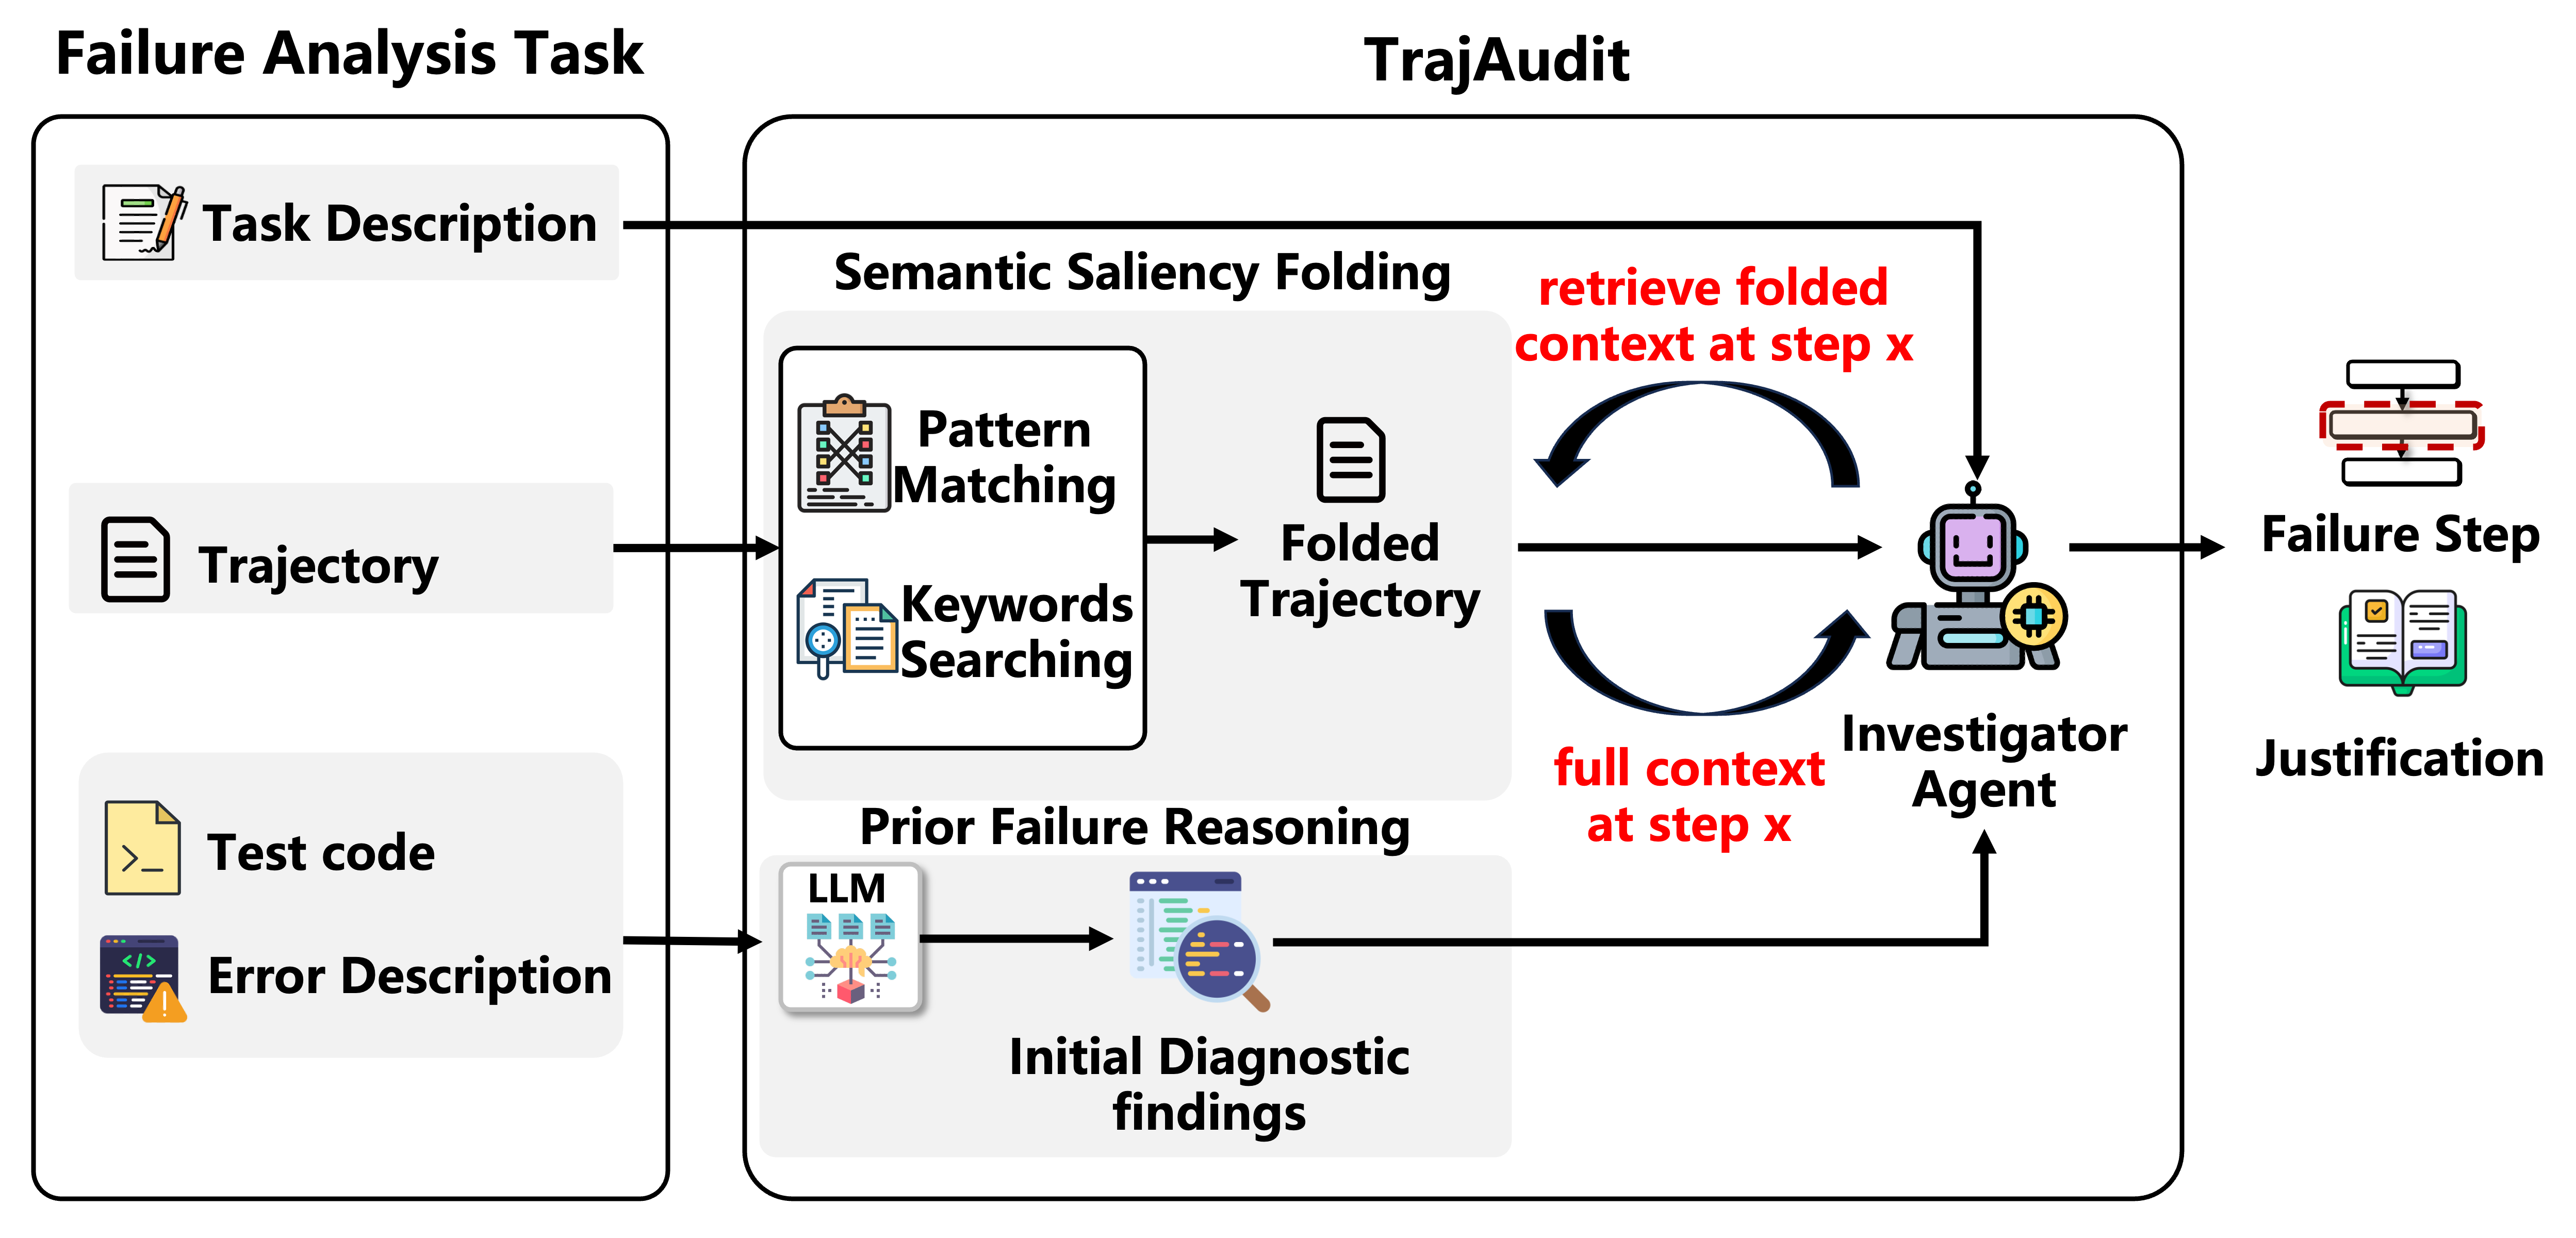 Failure Analysis Task
TrajAudit
Task Description
Trajectory
Test code
Error Description
Semantic Saliency Folding
Pattern
Matching
Keywords
Searching
Folded
Trajectory
retrieve folded
context at step x
full context
at step x
Investigator
Agent
Prior Failure Reasoning
LLM
Initial Diagnostic
findings
Failure Step
Justification